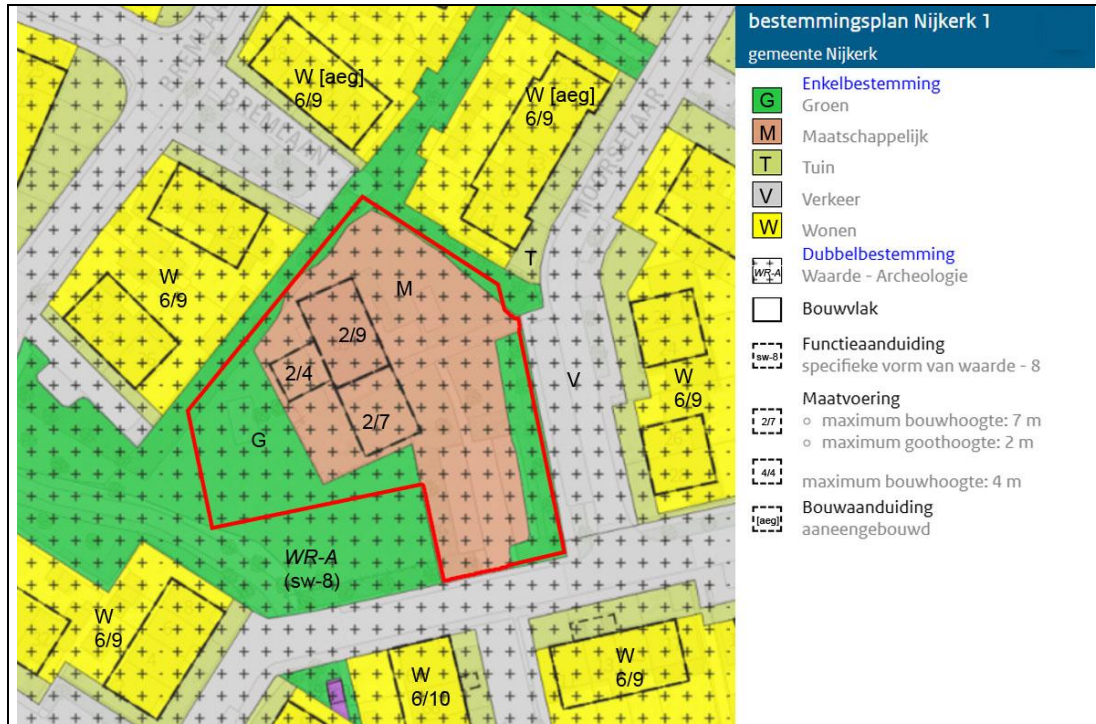 BREMLAAN
BREMLAAN
MOORSELAAR
W [aeg]
6/9
W [aeg]
6/9
W
6/9
M
T
2/9
2/4
2/7
V
W
6/9
G
WR-A
(sw-8)
W
6/9
W
6/10
W
6/9
bestemmingsplan Nijkerk 1
gemeente Nijkerk
Enkelbestemming
G Groen
M Maatschappelijk
T Tuin
V Verkeer
W Wonen
Dubbelbestemming
WR-A Waarde - Archeologie
Bouwvlak
Functieaanduiding
sw-8 specifieke vorm van waarde - 8
Maatvoering
2/7 maximum bouwhoogte: 7 m
maximum goothoogte: 2 m
4/4 maximum bouwhoogte: 4 m
Bouwaanduiding
[aeg] aaneengebouwd